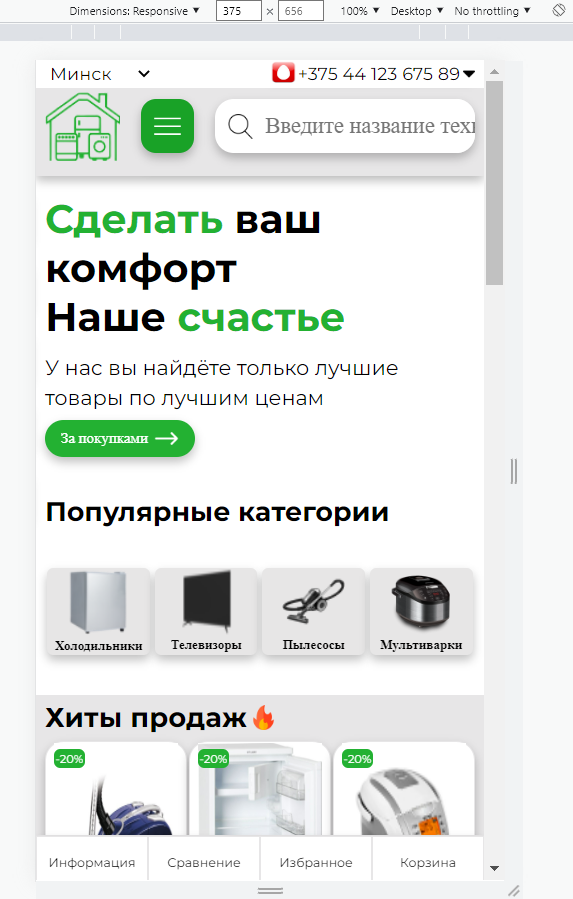 Dimensions: Responsive ▼ 375 × 656 100% ▼ Desktop ▼ No throttling ▼
Минск +375 44 123 675 89
Введите название техн
Сделать ваш
комфорт
Наше счастье
У нас вы найдёте только лучшие
товары по лучшим ценам
За покупками
Популярные категории
Холодильники Телевизоры Пылесосы Мультиварки
Хиты продаж🔥
-20% -20% -20%
Информация Сравнение Избранное Корзина